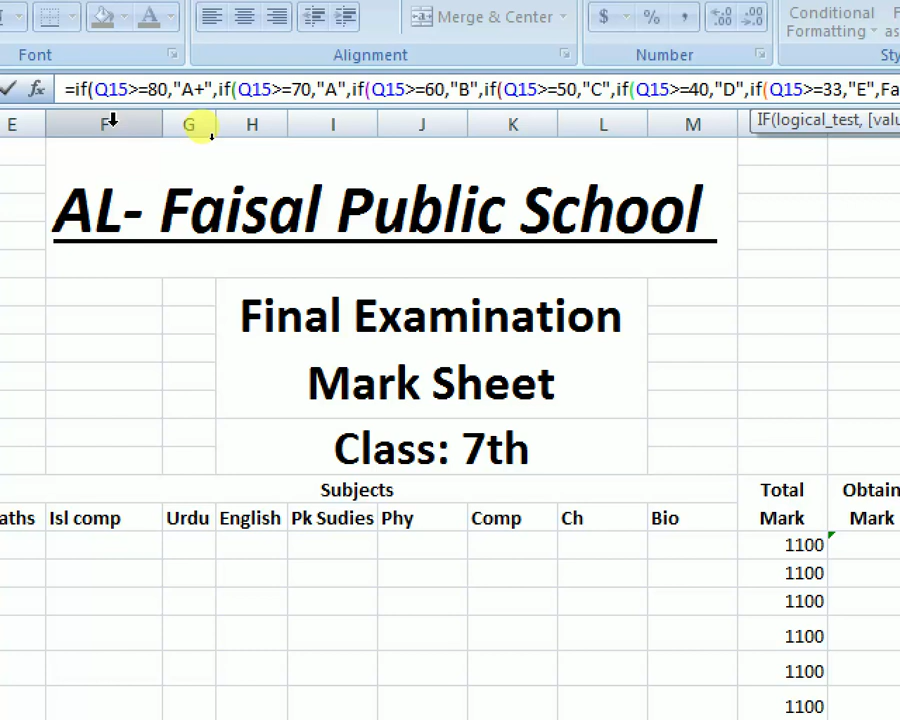 Merge & Center
$ % ,
Conditional
Formatting
Font
Alignment
Number
fx =if(Q15>=80,"A+",if(Q15>=70,"A",if(Q15>=60,"B",if(Q15>=50,"C",if(Q15>=40,"D",if(Q15>=33,"E",Fa
E F G H I J K L M
IF(logical_test, [valu
AL- Faisal Public School
Final Examination
Mark Sheet
Class: 7th
Subjects
Total
Obtain
aths Isl comp Urdu English Pk Sudies Phy Comp Ch Bio Mark Mark
1100
1100
1100
1100
1100
1100